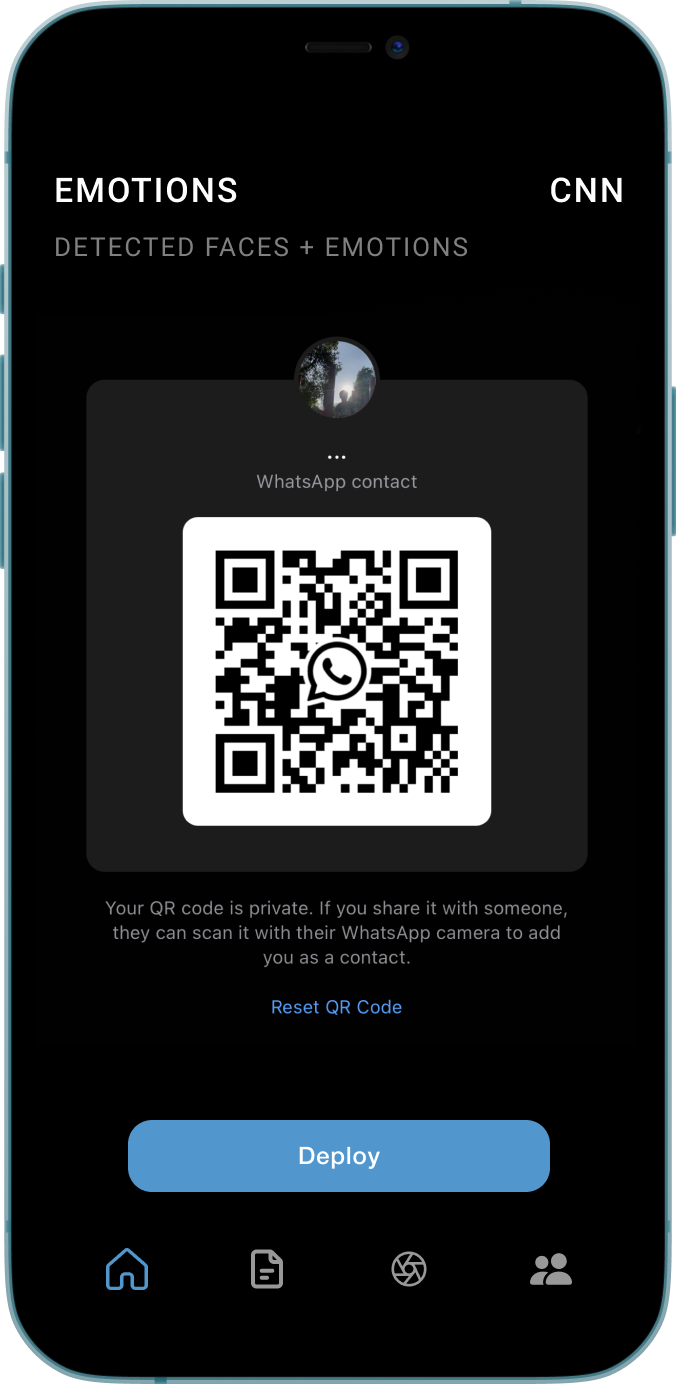 EMOTIONS CNN
DETECTED FACES + EMOTIONS
...
WhatsApp contact
Your QR code is private. If you share it with someone,
they can scan it with their WhatsApp camera to add
you as a contact.
Reset QR Code
Deploy